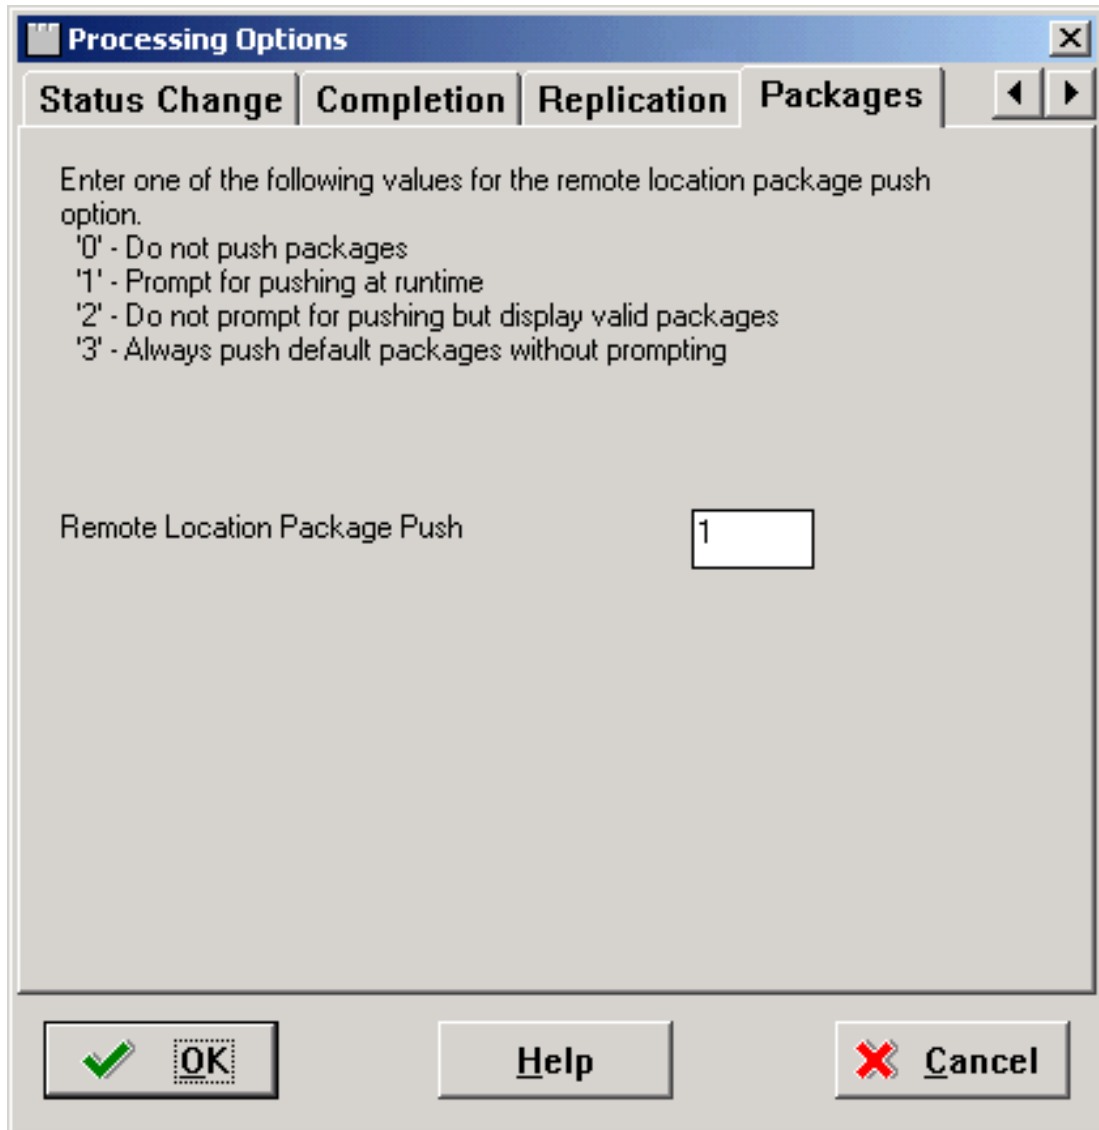 Processing Options
Status Change Completion Replication Packages
Enter one of the following values for the remote location package push
option.
'0' - Do not push packages
'1' - Prompt for pushing at runtime
'2' - Do not prompt for pushing but display valid packages
'3' - Always push default packages without prompting
Remote Location Package Push 1
OK Help Cancel